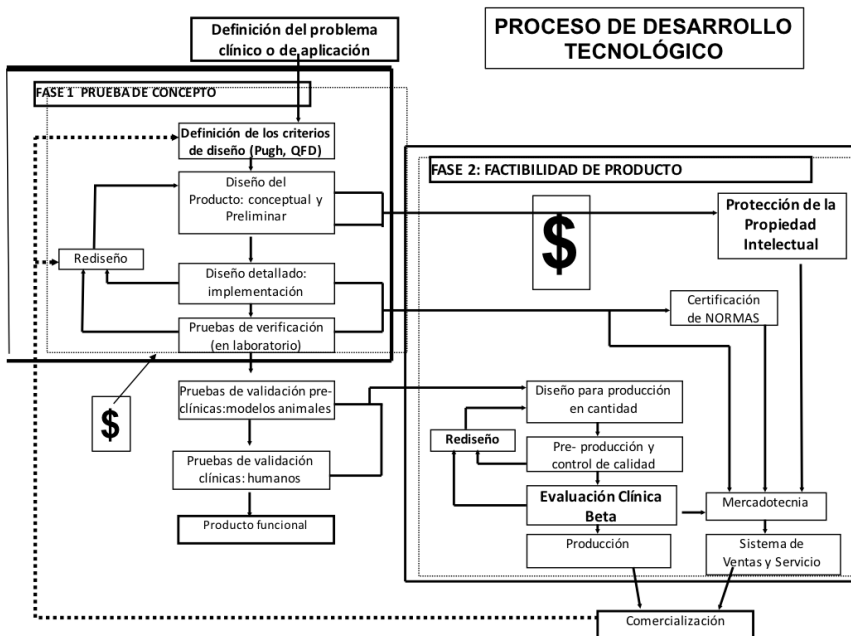 Definición del problema
clínico o de aplicación
PROCESO DE DESARROLLO
TECNOLÓGICO
FASE 1 PRUEBA DE CONCEPTO
Definición de los criterios
de diseño (Pugh, QFD)
Diseño del
Producto: conceptual y
Preliminar
Rediseño
Diseño detallado:
implementación
Pruebas de verificación
(en laboratorio)
$
Pruebas de validación pre-
clínicas:modelos animales
Pruebas de validación
clínicas: humanos
Producto funcional
FASE 2: FACTIBILIDAD DE PRODUCTO
$
Protección de la
Propiedad
Intelectual
Certificación
de NORMAS
Diseño para producción
en cantidad
Rediseño
Pre- producción y
control de calidad
Evaluación Clínica
Beta
Mercadotecnia
Producción
Sistema de
Ventas y Servicio
Comercialización